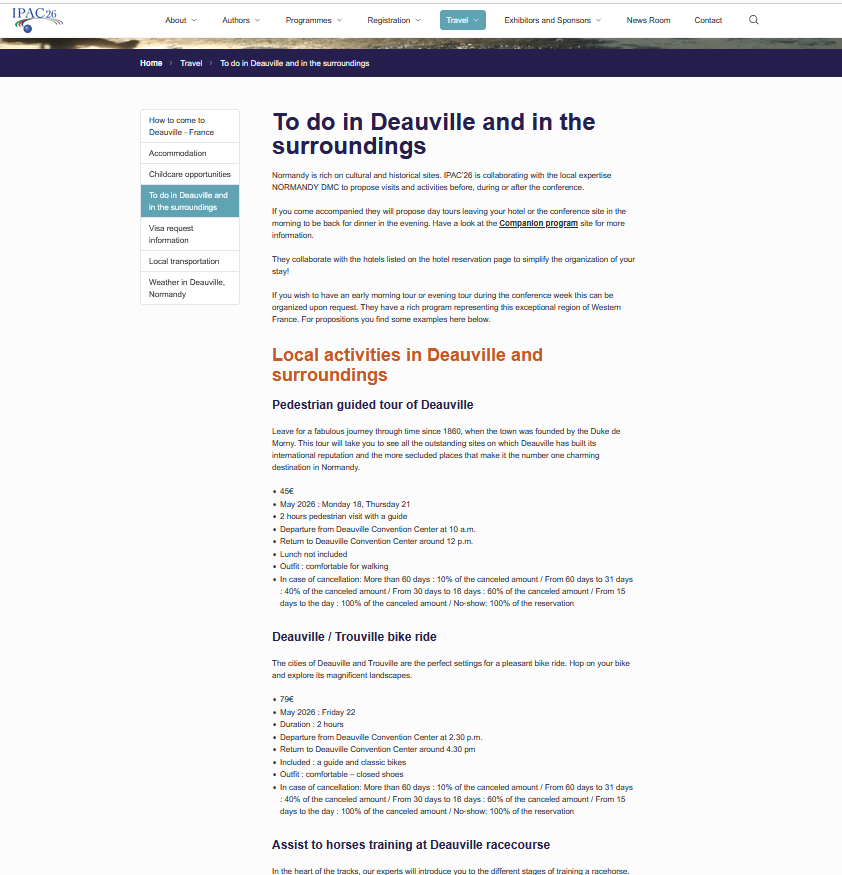 IPAC26
About
Authors
Programmes
Registration
Travel
Exhibitors and Sponsors
News Room
Contact
Home › Travel › To do in Deauville and in the surroundings
How to come to
Deauville - France
Accommodation
Childcare opportunities
To do in Deauville and
in the surroundings
Visa request
information
Local transportation
Weather in Deauville,
Normandy
To do in Deauville and in the
surroundings
Normandy is rich on cultural and historical sites. IPAC'26 is collaborating with the local expertise
NORMANDY DMC to propose visits and activities before, during or after the conference.
If you come accompanied they will propose day tours leaving your hotel or the conference site in the
morning to be back for dinner in the evening. Have a look at the Companion program site for more
information.
They collaborate with the hotels listed on the hotel reservation page to simplify the organization of your
stay!
If you wish to have an early morning tour or evening tour during the conference week this can be
organized upon request. They have a rich program representing this exceptional region of Western
France. For propositions you find some examples here below.
Local activities in Deauville and
surroundings
Pedestrian guided tour of Deauville
Leave for a fabulous journey through time since 1860, when the town was founded by the Duke de
Morny. This tour will take you to see all the outstanding sites on which Deauville has built its
international reputation and the more secluded places that make it the number one charming
destination in Normandy.
• 45€
• May 2026 : Monday 18, Thursday 21
• 2 hours pedestrian visit with a guide
• Departure from Deauville Convention Center at 10 a.m.
• Return to Deauville Convention Center around 12 p.m.
• Lunch not included
• Outfit : comfortable for walking
• In case of cancellation: More than 60 days : 10% of the canceled amount / From 60 days to 31 days
: 40% of the canceled amount / From 30 days to 16 days : 60% of the canceled amount / From 15
days to the day : 100% of the canceled amount / No-show: 100% of the reservation
Deauville / Trouville bike ride
The cities of Deauville and Trouville are the perfect settings for a pleasant bike ride. Hop on your bike
and explore its magnificent landscapes.
• 79€
• May 2026 : Friday 22
• Duration : 2 hours
• Departure from Deauville Convention Center at 2.30 p.m.
• Return to Deauville Convention Center around 4.30 pm
• Included : a guide and classic bikes
• Outfit : comfortable – closed shoes
• In case of cancellation: More than 60 days : 10% of the canceled amount / From 60 days to 31 days
: 40% of the canceled amount / From 30 days to 16 days : 60% of the canceled amount / From 15
days to the day : 100% of the canceled amount / No-show: 100% of the reservation
Assist to horses training at Deauville racecourse
In the heart of the tracks, our experts will introduce you to the different stages of training a racehorse.